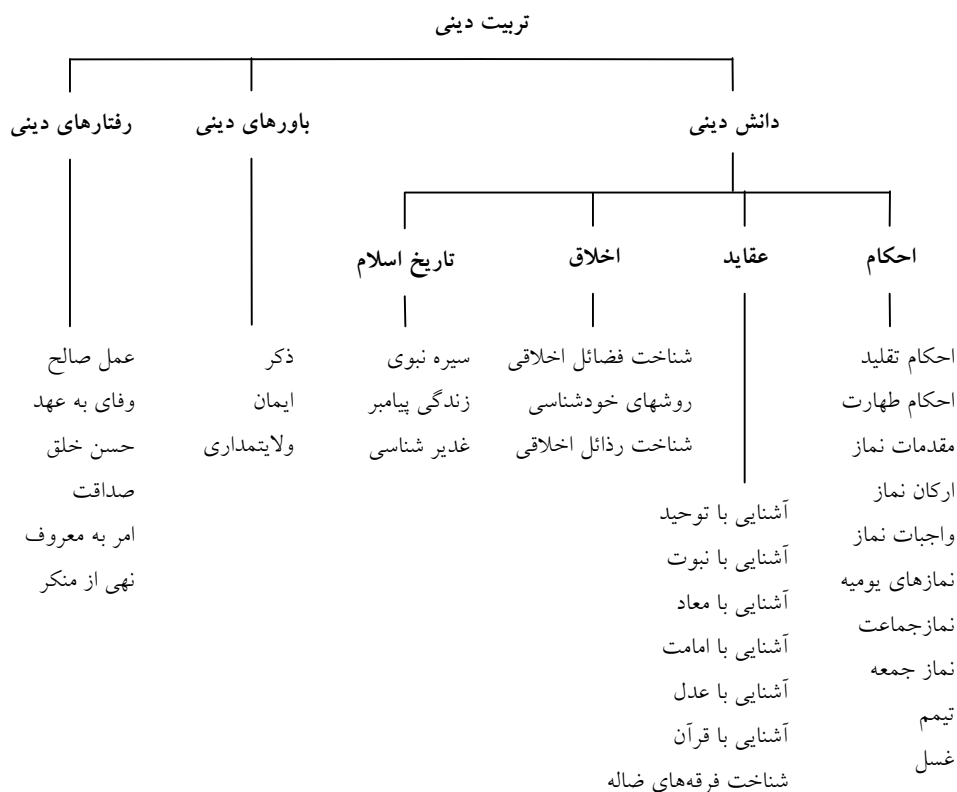 تربیت دینی
دانش دینی
باورهای دینی
رفتارهای دینی
احکام
عقاید
اخلاق
تاریخ اسلام
احکام تقلید
احکام طهارت
مقدمات نماز
ارکان نماز
واجبات نماز
نمازهای یومیه
نمازجماعت
نماز جمعه
تیمم
غسل
آشنایی با توحید
آشنایی با نبوت
آشنایی با معاد
آشنایی با امامت
آشنایی با عدل
آشنایی با قرآن
شناخت فرقه‌های ضاله
شناخت فضائل اخلاقی
روشهای خودشناسی
شناخت رذائل اخلاقی
سیره نبوی
زندگی پیامبر
غدیر شناسی
ذکر
ایمان
ولایتمداری
عمل صالح
وفای به عهد
حسن خلق
صداقت
امر به معروف
نهی از منکر